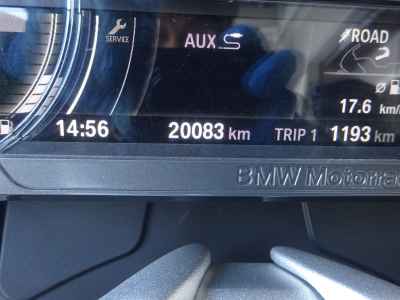 SERVICE
AUX
ROAD
17.6 km/
14:56
20083 km
TRIP 1 1193 km
BMW Motorra